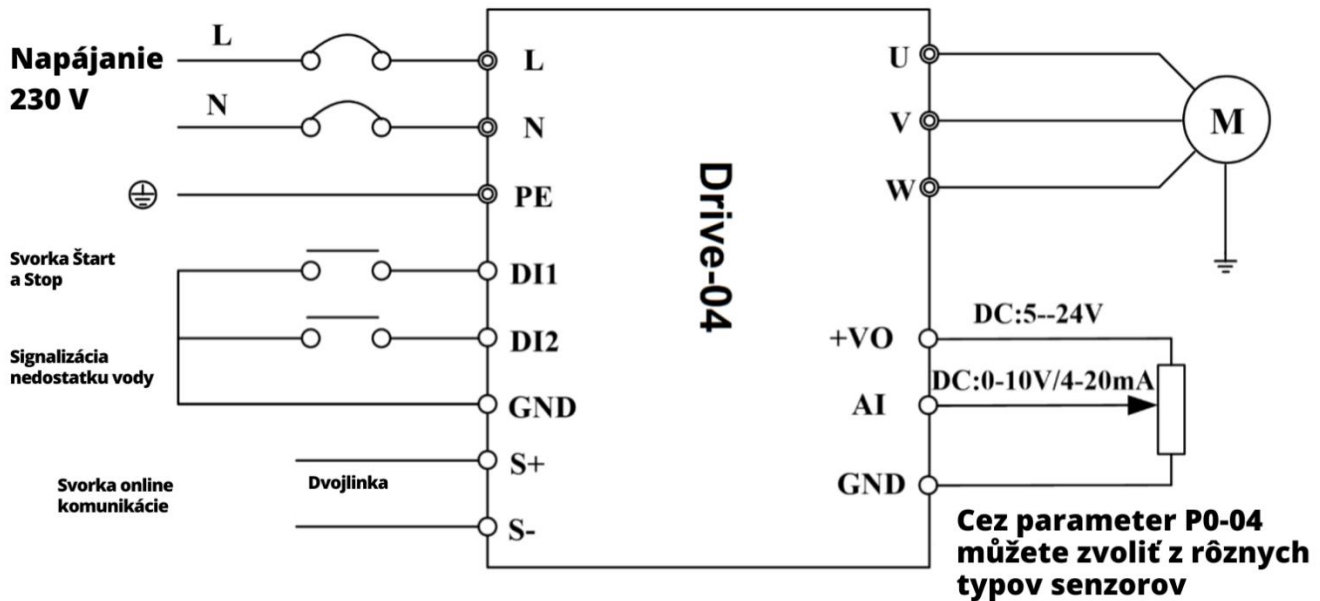 Napájanie
230 V
L
N
L
N
PE
Svorka Štart
a Stop
DI1
Signalizácia
nedostatku vody
DI2
GND
Svorka online
komunikácie
Dvojlinka
S+
S-
Drive-04
U
V
W
M
+VO
DC:5--24V
AI
DC:0-10V/4-20mA
GND
Cez parameter P0-04
můžete zvoliť z rôznych
typov senzorov